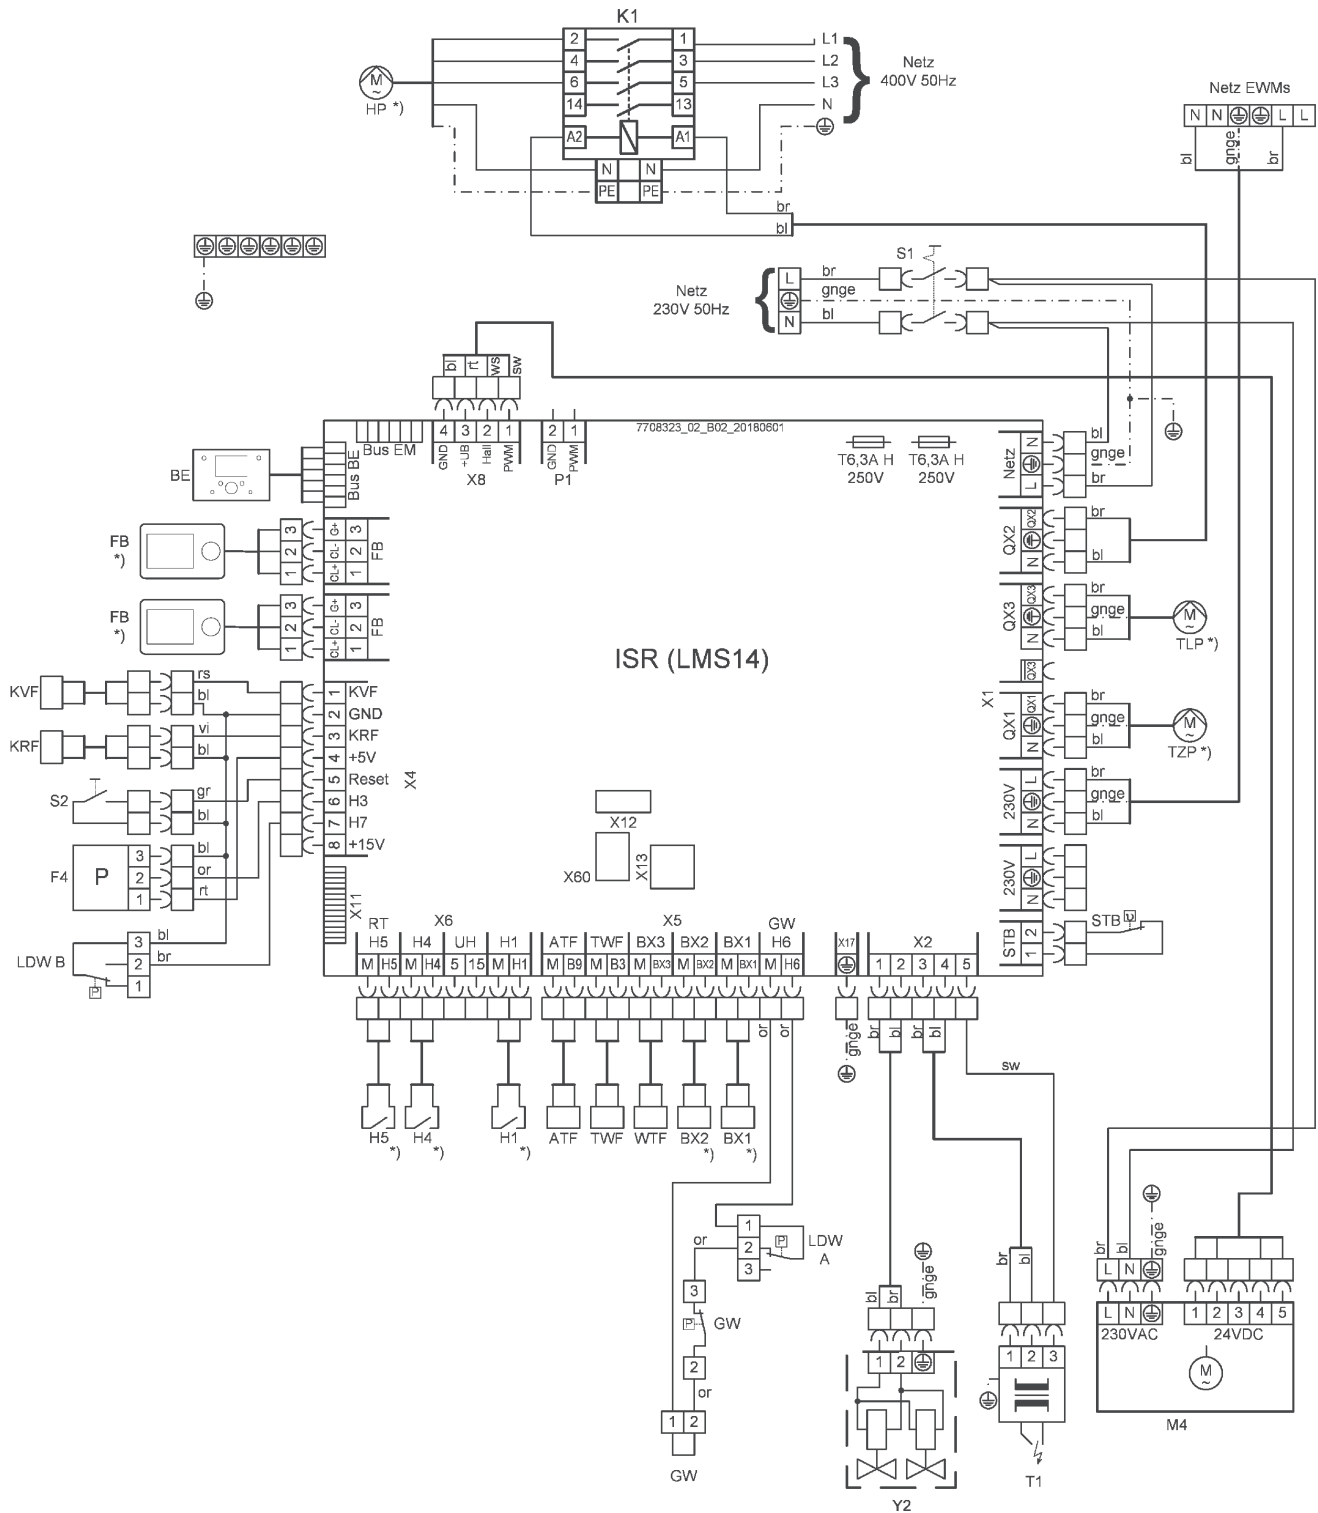 K1
2 1 L1
4 3 L2
6 5 L3
14 13 N
A2 A1
Netz
400V 50Hz
M
~
HP *)
N N
PE PE
br
bl
Netz EWMs
N N L L
bl gnge br
S1
Netz
230V 50Hz
L br
gnge
N bl
bl rt ws sw
4 3 2 1
GND +UB Hall PWM
X8
2 1
GND PWM
P1
Bus EM
7708323_02_B02_20180601
T6,3A H
250V
T6,3A H
250V
BE
Bus BE
FB
*)
3 G+ 3
2 CL- 2
1 CL+ 1
FB
FB
*)
3 G+ 3
2 CL- 2
1 CL+ 1
FB
ISR (LMS14)
KVF rs bl
KRF vi bl
S2 gr bl
F4 P
3 bl
2 or
1 rt
LDW B
3 bl
2 br
1
P
1 KVF
2 GND
3 KRF
4 +5V
5 Reset
6 H3
7 H7
8 +15V
X4
X11
X12
X60
X13
X1
Netz
N bl
gnge
L br
QX2
QX2 br
N bl
QX3
QX3 br
gnge
N bl
M
~
TLP *)
QX3
QX1
QX1 br
gnge
N bl
M
~
TZP *)
230V
L br
gnge
N bl
230V
L
N
STB
2
1
STB
RT X6 X5 GW
H5 H4 UH H1 ATF TWF BX3 BX2 BX1 H6 X17 X2
M H5 M H4 5 15 M H1 M B9 M B3 M BX3 M BX2 M BX1 M H6 1 2 3 4 5
or or gnge br bl br bl
sw
H5 H4 H1 ATF TWF WTF BX2 BX1
*) *) *) *) *)
1
2
3
P
LDW
A
or
3
P GW
2
or
1 2
GW
bl br gnge
1 2
Y2
br bl
1 2 3
T1
br bl gnge
L N
L N 1 2 3 4 5
230VAC 24VDC
M
~
M4